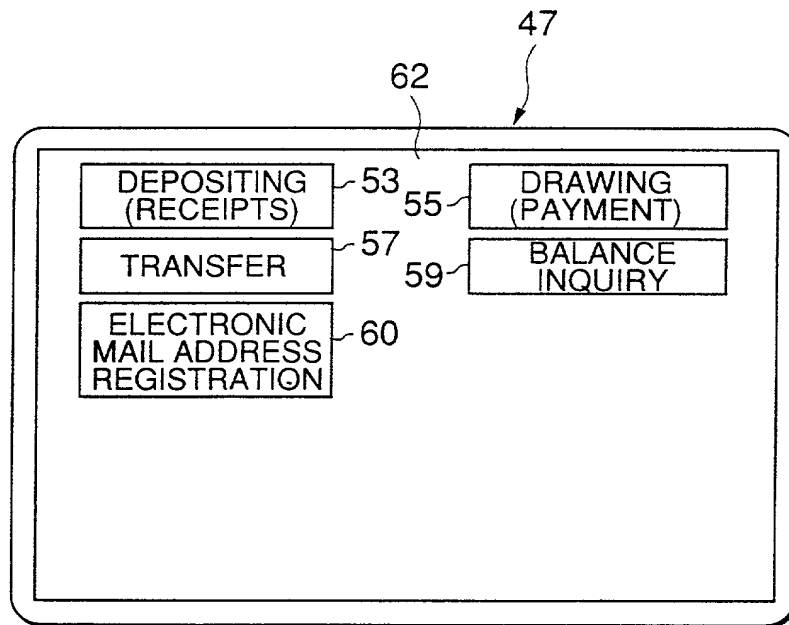 47
62
DEPOSITING
(RECEIPTS)
53
55
DRAWING
(PAYMENT)
TRANSFER
57
59
BALANCE
INQUIRY
ELECTRONIC
MAIL ADDRESS
REGISTRATION
60